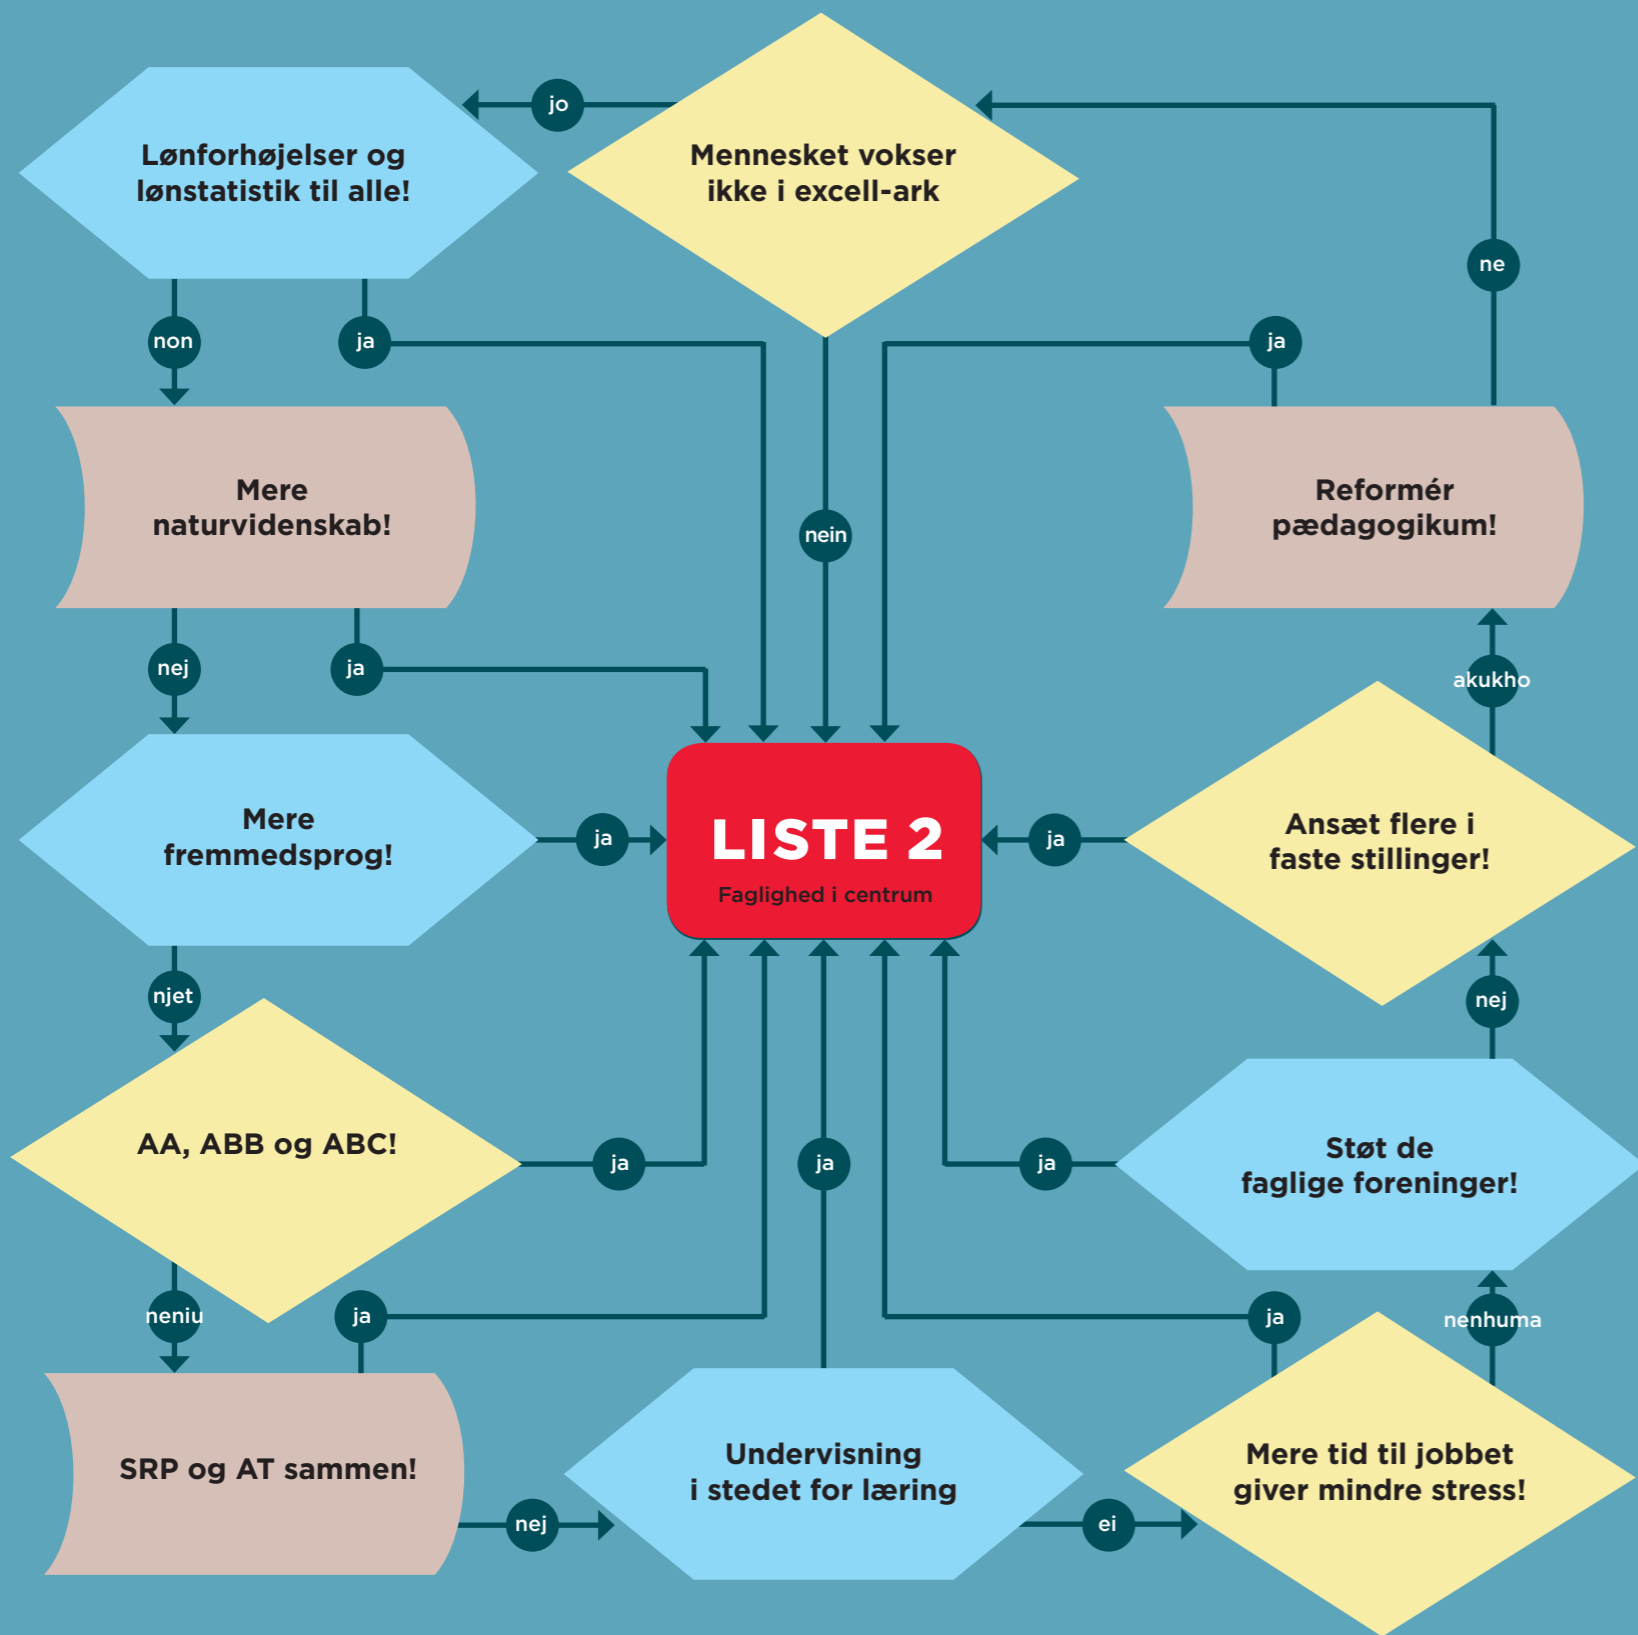 jo
Lønforhøjelser og
lønstatistik til alle!
Mennesket vokser
ikke i excell-ark
ne
non
ja
ja
Mere
naturvidenskab!
nein
Reformér
pædagogikum!
nej
ja
akukho
Mere
fremmedsprog!
ja
LISTE 2
Faglighed i centrum
ja
Ansæt flere i
faste stillinger!
njet
nej
AA, ABB og ABC!
ja
ja
ja
Støt de
faglige foreninger!
neniu
ja
ja
nenhuma
SRP og AT sammen!
nej
Undervisning
i stedet for læring
ei
Mere tid til jobbet
giver mindre stress!